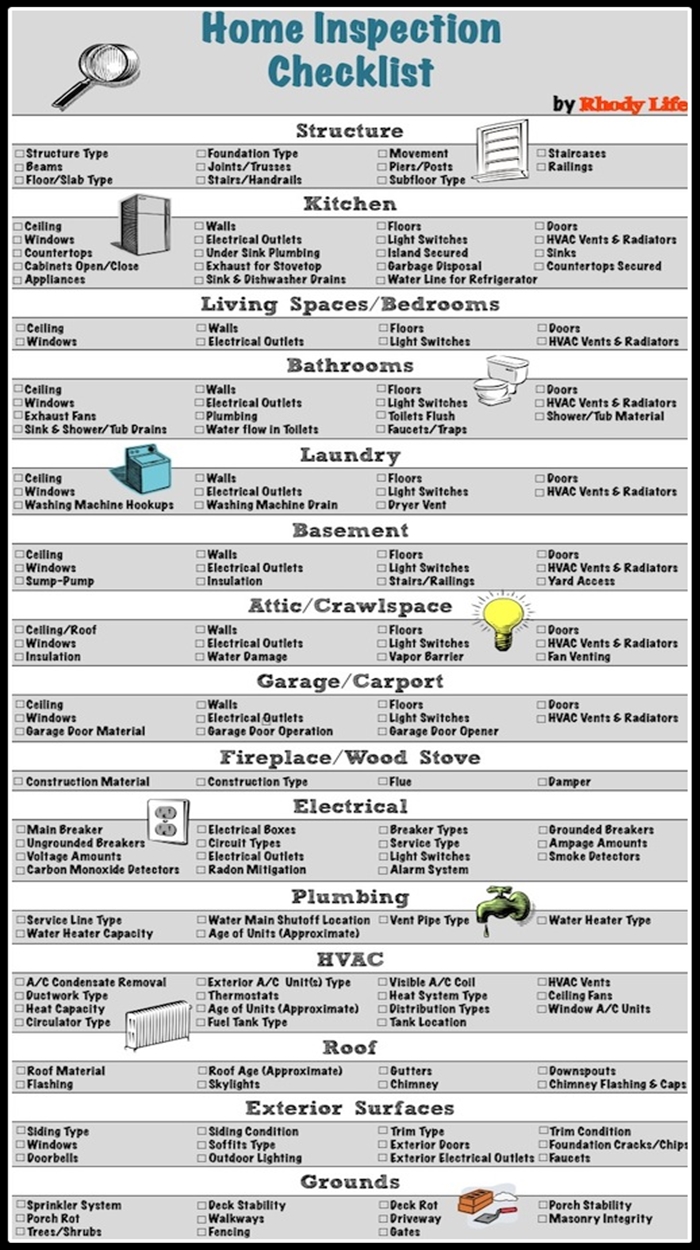 Home Inspection
Checklist
by Rhody Life
Structure
Structure Type Foundation Type Movement Staircases
Beams Joints/Trusses Piers/Posts Railings
Floor/Slab Type Stairs/Handrails Subfloor Type
Kitchen
Ceiling Walls Floors Doors
Windows Electrical Outlets Light Switches HVAC Vents & Radiators
Countertops Under Sink Plumbing Island Secured Sinks
Cabinets Open/Close Exhaust for Stovetop Garbage Disposal Countertops Secured
Appliances Sink & Dishwasher Drains Water Line for Refrigerator
Living Spaces/Bedrooms
Ceiling Walls Floors Doors
Windows Electrical Outlets Light Switches HVAC Vents & Radiators
Bathrooms
Ceiling Walls Floors Doors
Windows Electrical Outlets Light Switches HVAC Vents & Radiators
Exhaust Fans Plumbing Toilets Flush Shower/Tub Material
Sink & Shower/Tub Drains Water flow in Toilets Faucets/Traps
Laundry
Ceiling Walls Floors Doors
Windows Electrical Outlets Light Switches HVAC Vents & Radiators
Washing Machine Hookups Washing Machine Drain Dryer Vent
Basement
Ceiling Walls Floors Doors
Windows Electrical Outlets Light Switches HVAC Vents & Radiators
Sump-Pump Insulation Stairs/Railings Yard Access
Attic/Crawlspace
Ceiling/Roof Walls Floors Doors
Windows Electrical Outlets Light Switches HVAC Vents & Radiators
Insulation Water Damage Vapor Barrier Fan Venting
Garage/Carport
Ceiling Walls Floors Doors
Windows Electrical Outlets Light Switches HVAC Vents & Radiators
Garage Door Material Garage Door Operation Garage Door Opener
Fireplace/Wood Stove
Construction Material Construction Type Flue Damper
Electrical
Main Breaker Electrical Boxes Breaker Types Grounded Breakers
Ungrounded Breakers Circuit Types Service Type Ampage Amounts
Voltage Amounts Electrical Outlets Light Switches Smoke Detectors
Carbon Monoxide Detectors Radon Mitigation Alarm System
Plumbing
Service Line Type Water Main Shutoff Location Vent Pipe Type Water Heater Type
Water Heater Capacity Age of Units (Approximate)
HVAC
A/C Condensate Removal Exterior A/C Unit(s) Type Visible A/C Coil HVAC Vents
Ductwork Type Thermostats Heat System Type Ceiling Fans
Heat Capacity Age of Units (Approximate) Distribution Types Window A/C Units
Circulator Type Fuel Tank Type Tank Location
Roof
Roof Material Roof Age (Approximate) Gutters Downspouts
Flashing Skylights Chimney Chimney Flashing & Caps
Exterior Surfaces
Siding Type Siding Condition Trim Type Trim Condition
Windows Soffits Type Exterior Doors Foundation Cracks/Chips
Doorbells Outdoor Lighting Exterior Electrical Outlets Faucets
Grounds
Sprinkler System Deck Stability Deck Rot Porch Stability
Porch Rot Walkways Driveway Masonry Integrity
Trees/Shrubs Fencing Gates